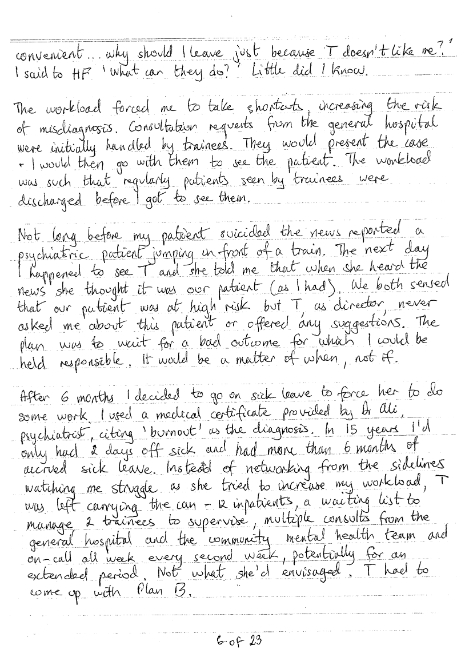 convenient... why should I leave just because T doesn't like me?'
I said to HF 'What can they do?' Little did I know.
The workload forced me to take shortcuts, increasing the risk
of misdiagnosis. Consultation requests from the general hospital
were initially handled by trainees. They would present the case
+ I would then go with them to see the patient. The workload
was such that regularly patients seen by trainees were
discharged before I got to see them.
Not long before my patient suicided the news reported a
psychiatric patient jumping in front of a train. The next day
I happened to see T and she told me that when she heard the
news she thought it was our patient (as I had). We both sensed
that our patient was at high risk but T, as director, never
asked me about this patient or offered any suggestions. The
plan was to wait for a bad outcome for which I could be
held responsible. It would be a matter of when, not if.
After 6 months I decided to go on sick leave to force her to do
some work. I used a medical certificate provided by Dr Ali,
psychiatrist, citing 'burnout' as the diagnosis. In 15 years I'd
only had 2 days off sick and had more than 6 months of
accrued sick leave. Instead of networking from the sidelines
watching me struggle as she tried to increase my workload, T
was left carrying the can - 12 inpatients, a waiting list to
manage 2 trainees to supervise, multiple consults from the
general hospital and the community mental health team and
on-call all week every second week, potentially for an
extended period. Not what she'd envisaged. T had to
come up with Plan B.
6 of 23